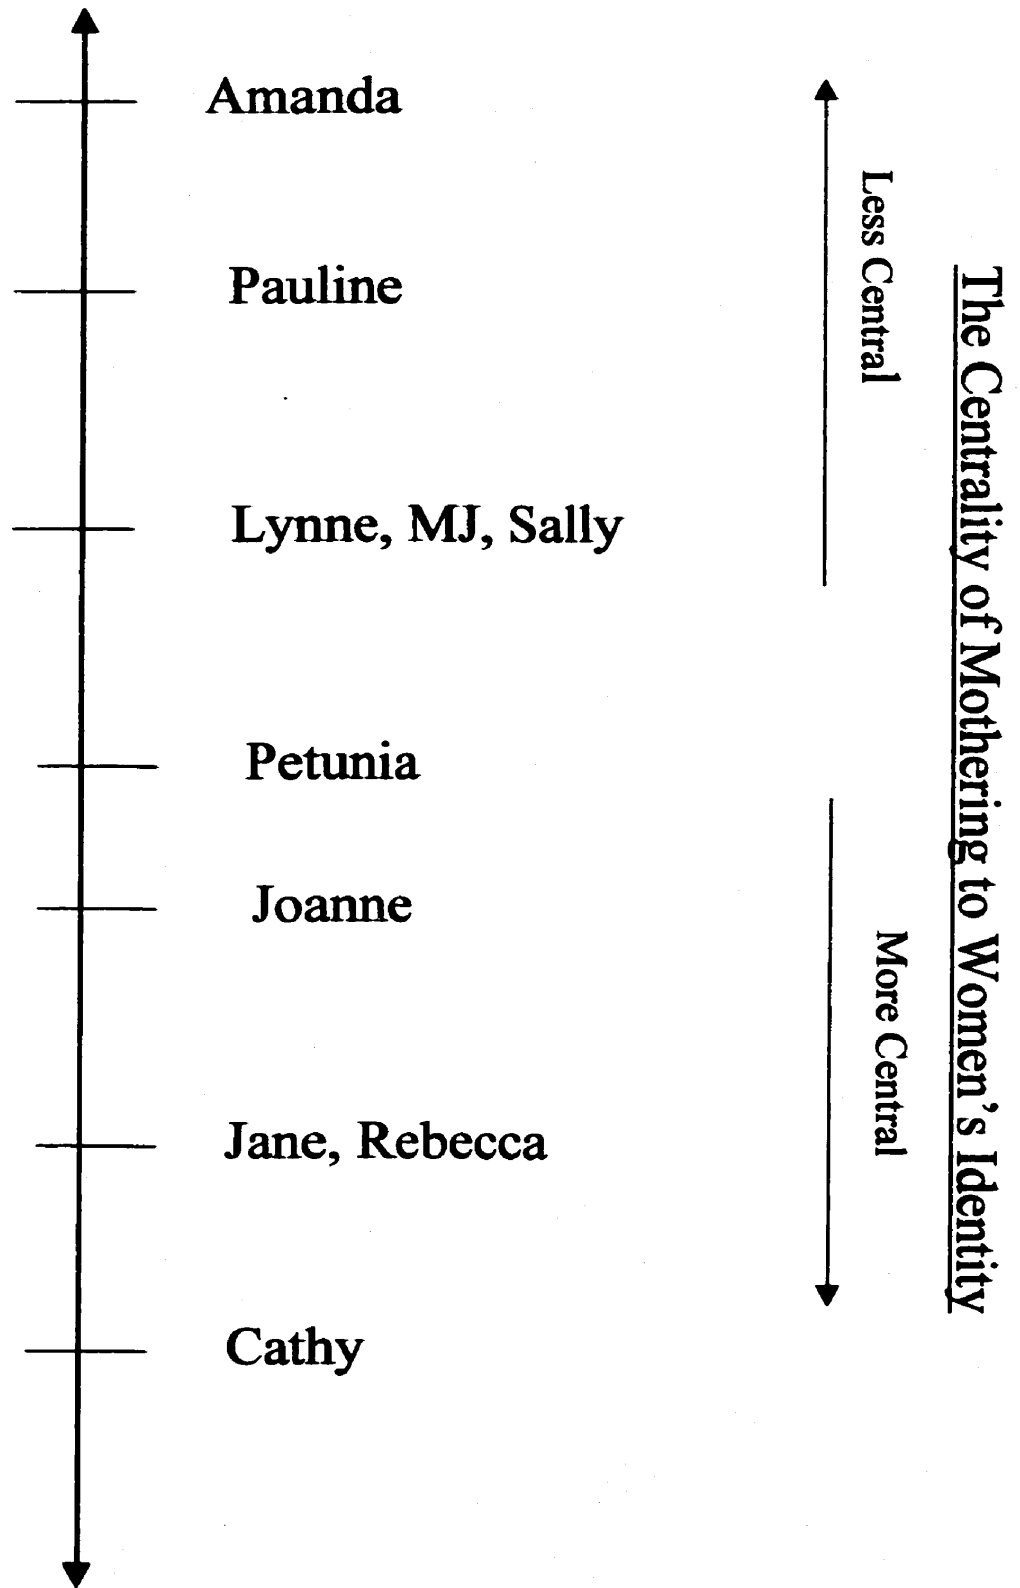 The Centrality of Mothering to Women's Identity
Less Central
More Central
Amanda
Pauline
Lynne, MJ, Sally
Petunia
Joanne
Jane, Rebecca
Cathy